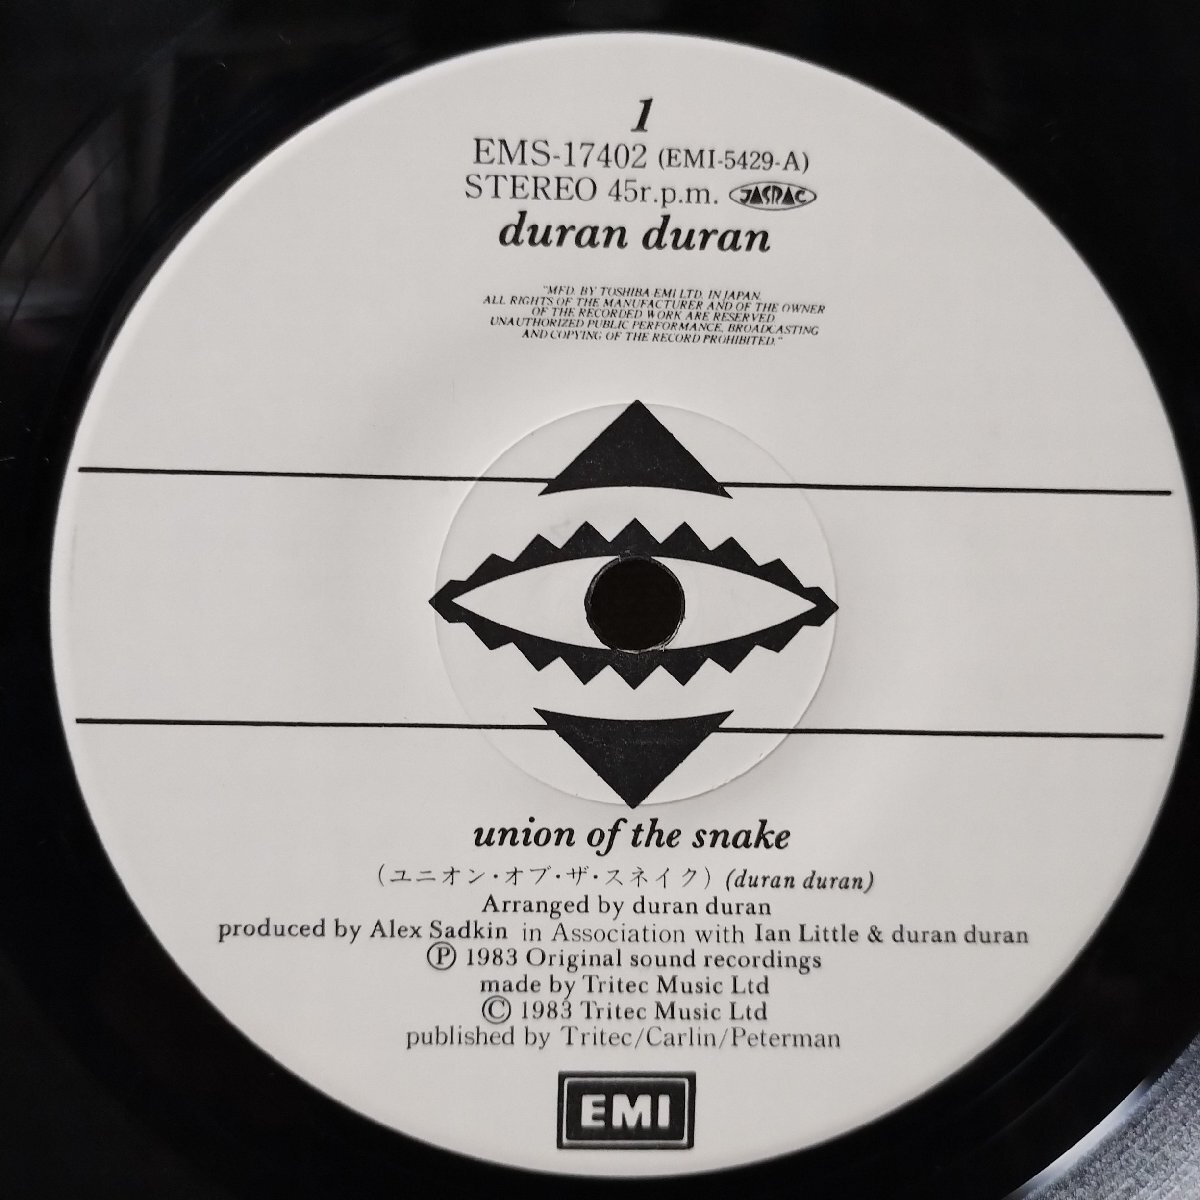 1
EMS-17402 (EMI-5429-A)
STEREO 45r.p.m. JASRAC
duran duran
"MFD. BY TOSHIBA EMI LTD. IN JAPAN.
ALL RIGHTS OF THE MANUFACTURER AND OF THE OWNER
OF THE RECORDED WORK ARE RESERVED.
UNAUTHORIZED PUBLIC PERFORMANCE, BROADCASTING
AND COPYING OF THE RECORD PROHIBITED."
union of the snake
(ユニオン・オブ・ザ・スネイク) (duran duran)
Arranged by duran duran
produced by Alex Sadkin in Association with Ian Little & duran duran
Ⓟ 1983 Original sound recordings
made by Tritec Music Ltd
© 1983 Tritec Music Ltd
published by Tritec/Carlin/Peterman
EMI